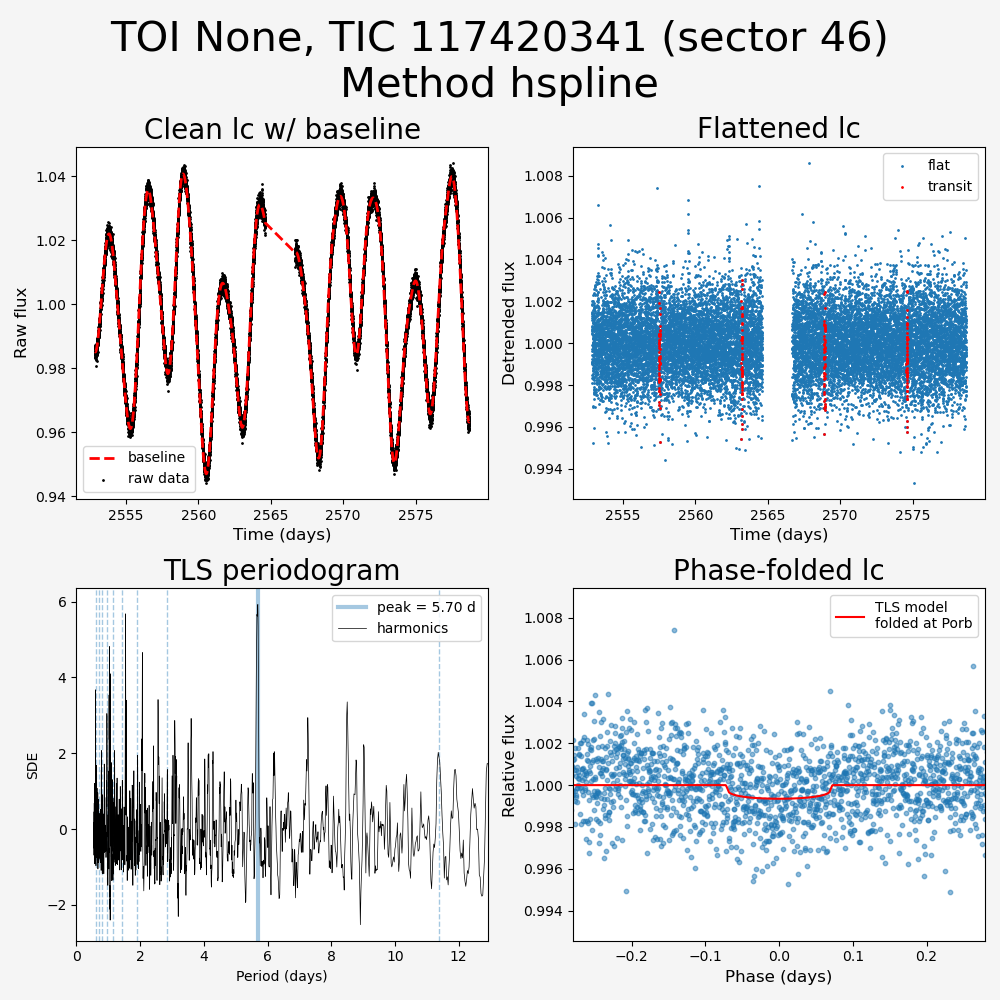 TOI None, TIC 117420341 (sector 46)
Method hspline
Clean lc w/ baseline
Raw flux
1.04
1.02
1.00
0.98
0.96
0.94
baseline
raw data
2555
2560
2565
2570
2575
Time (days)
Flattened lc
Detrended flux
1.008
1.006
1.004
1.002
1.000
0.998
0.996
0.994
flat
transit
2555
2560
2565
2570
2575
Time (days)
TLS periodogram
SDE
6
4
2
0
−2
peak = 5.70 d
harmonics
0
2
4
6
8
10
12
Period (days)
Phase-folded lc
Relative flux
1.008
1.006
1.004
1.002
1.000
0.998
0.996
0.994
TLS model
folded at Porb
−0.2
−0.1
0.0
0.1
0.2
Phase (days)